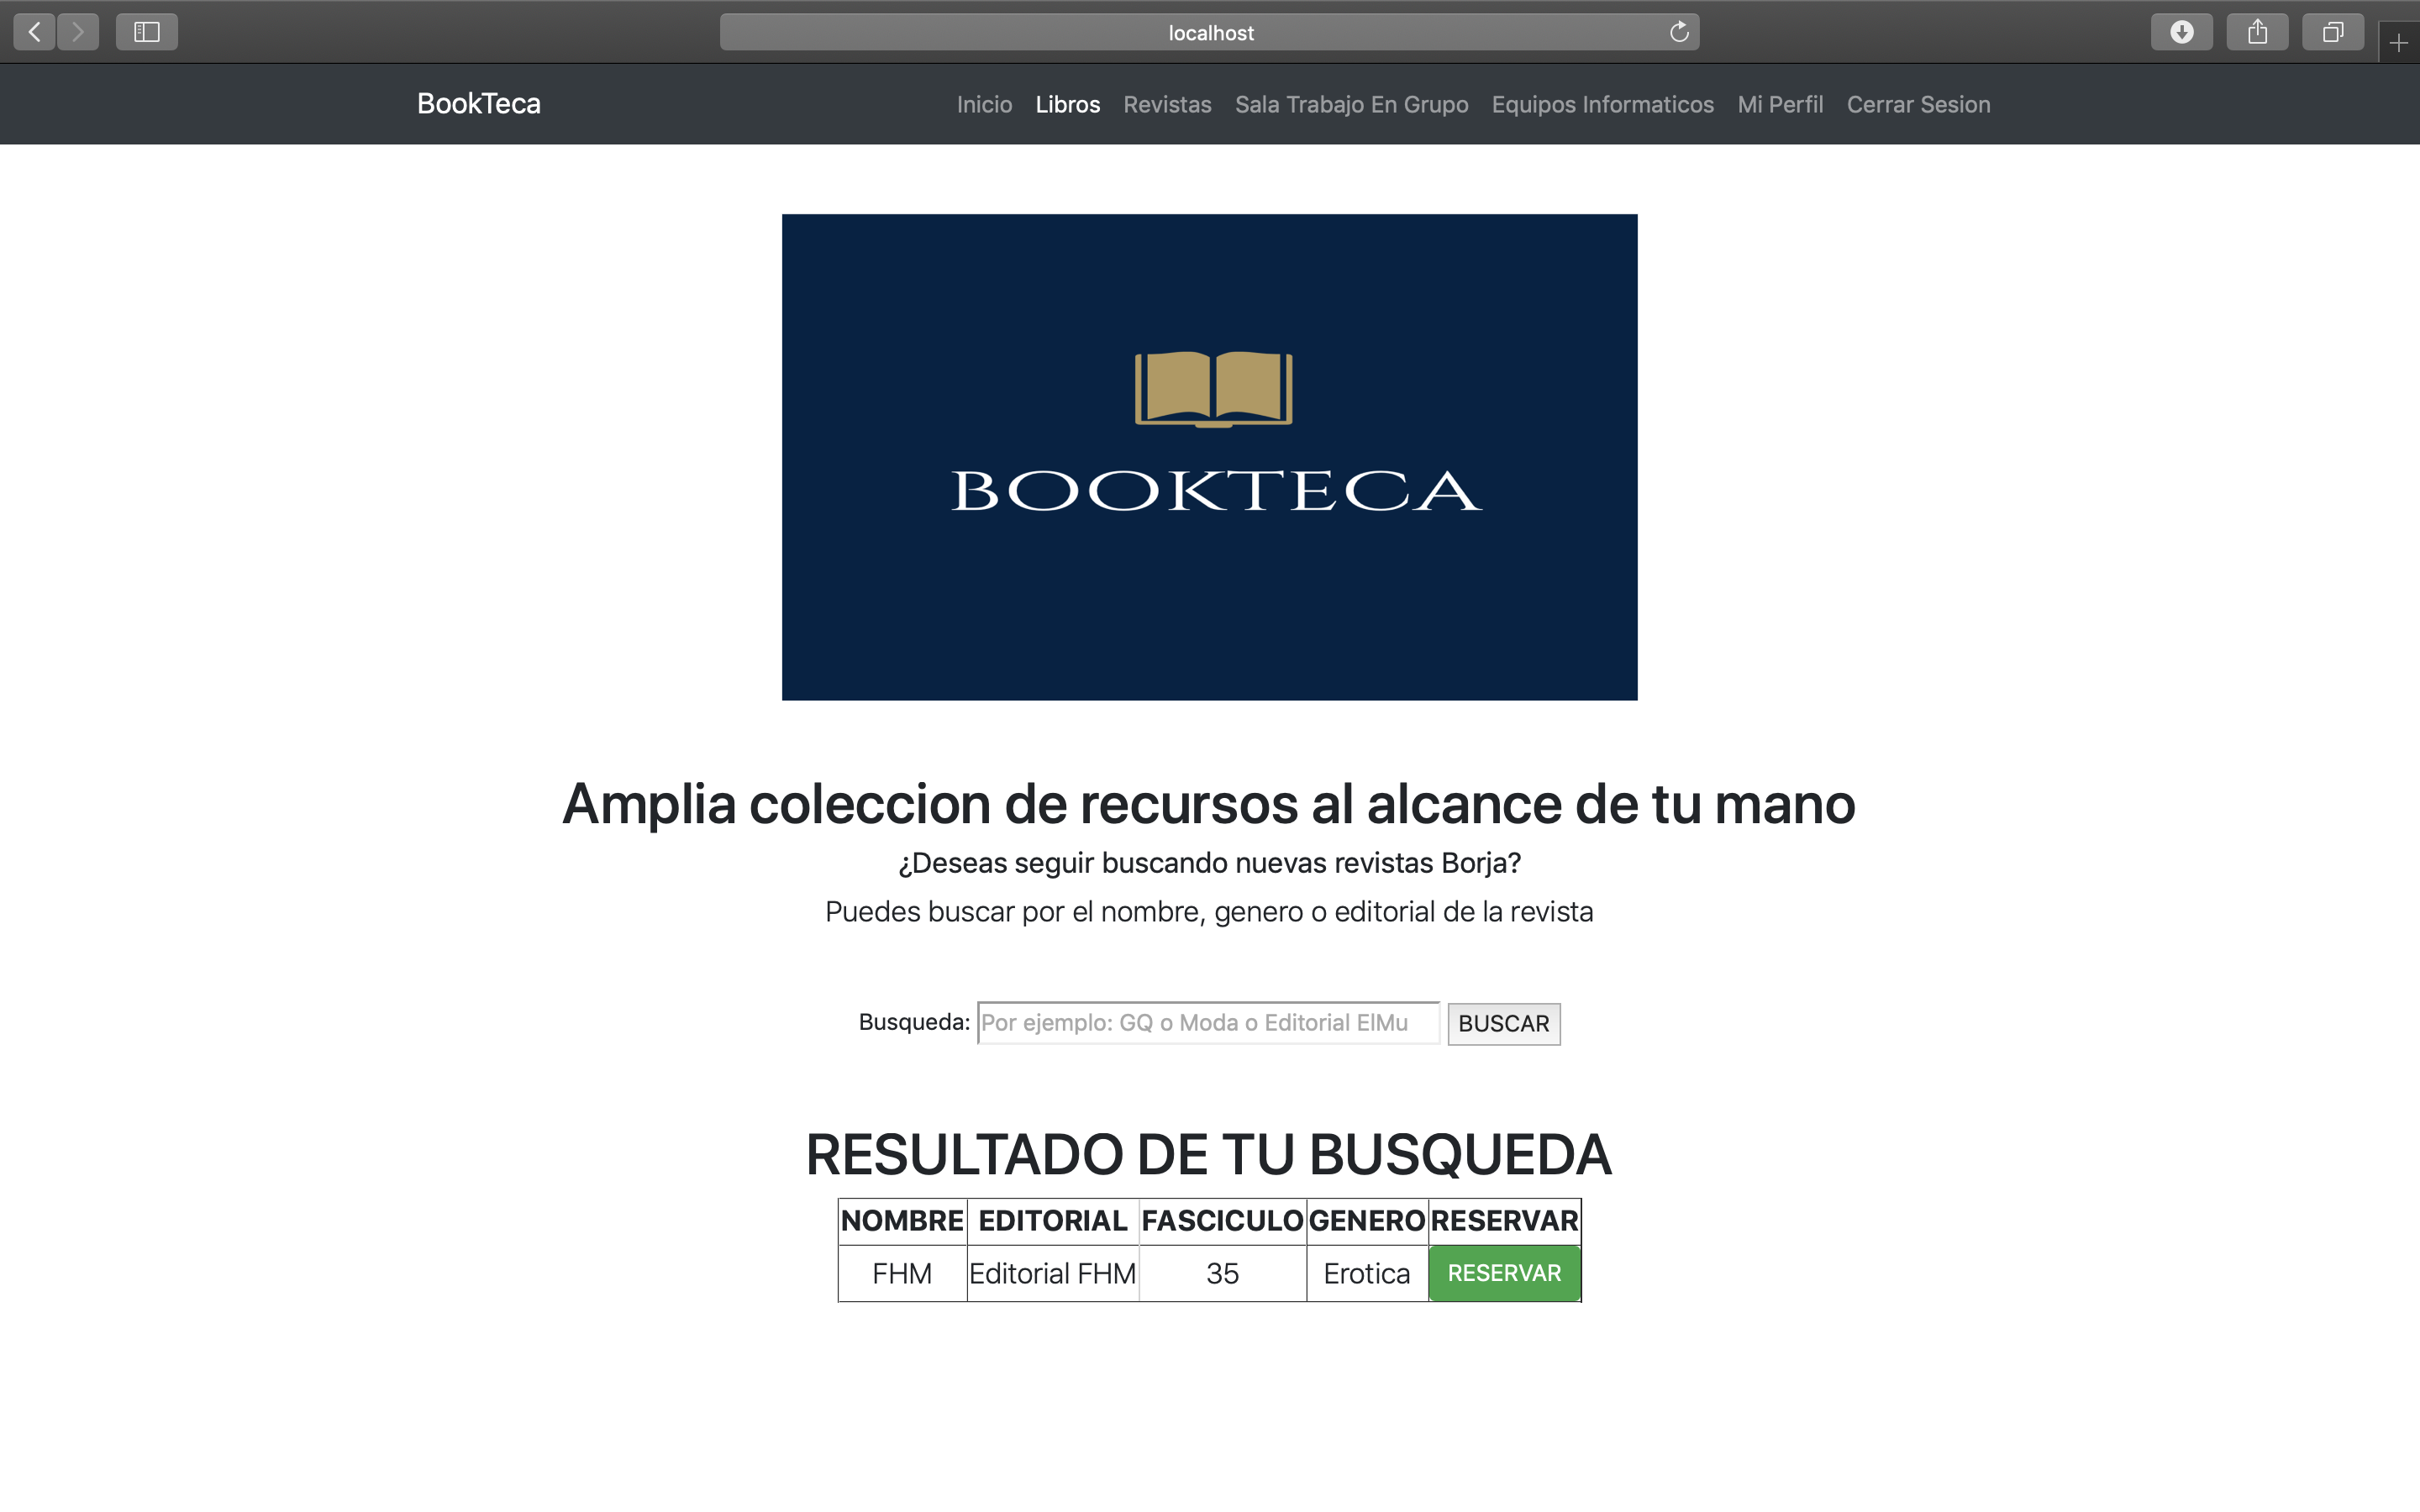 localhost
BookTeca Inicio Libros Revistas Sala Trabajo En Grupo Equipos Informaticos Mi Perfil Cerrar Sesion
BOOKTECA
Amplia coleccion de recursos al alcance de tu mano
¿Deseas seguir buscando nuevas revistas Borja?
Puedes buscar por el nombre, genero o editorial de la revista
Busqueda: Por ejemplo: GQ o Moda o Editorial ElMu BUSCAR
RESULTADO DE TU BUSQUEDA
NOMBRE EDITORIAL FASCICULO GENERO RESERVAR
FHM Editorial FHM 35 Erotica RESERVAR